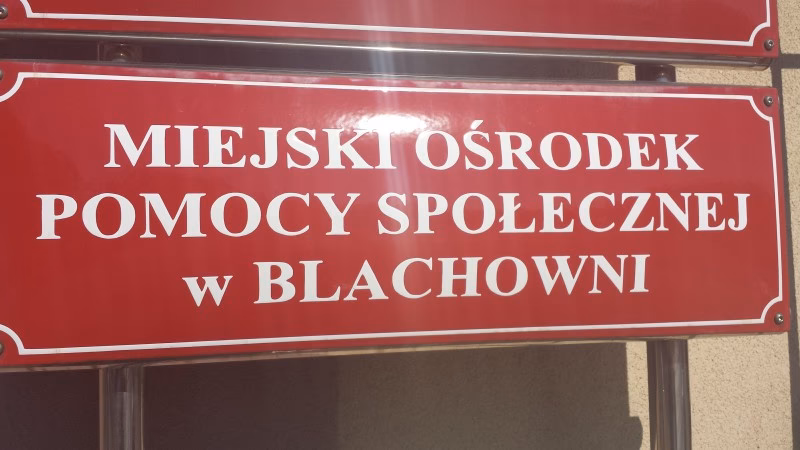 MIEJSKI OŚRODEK
POMOCY SPOŁECZNEJ
w BLACHOWNI